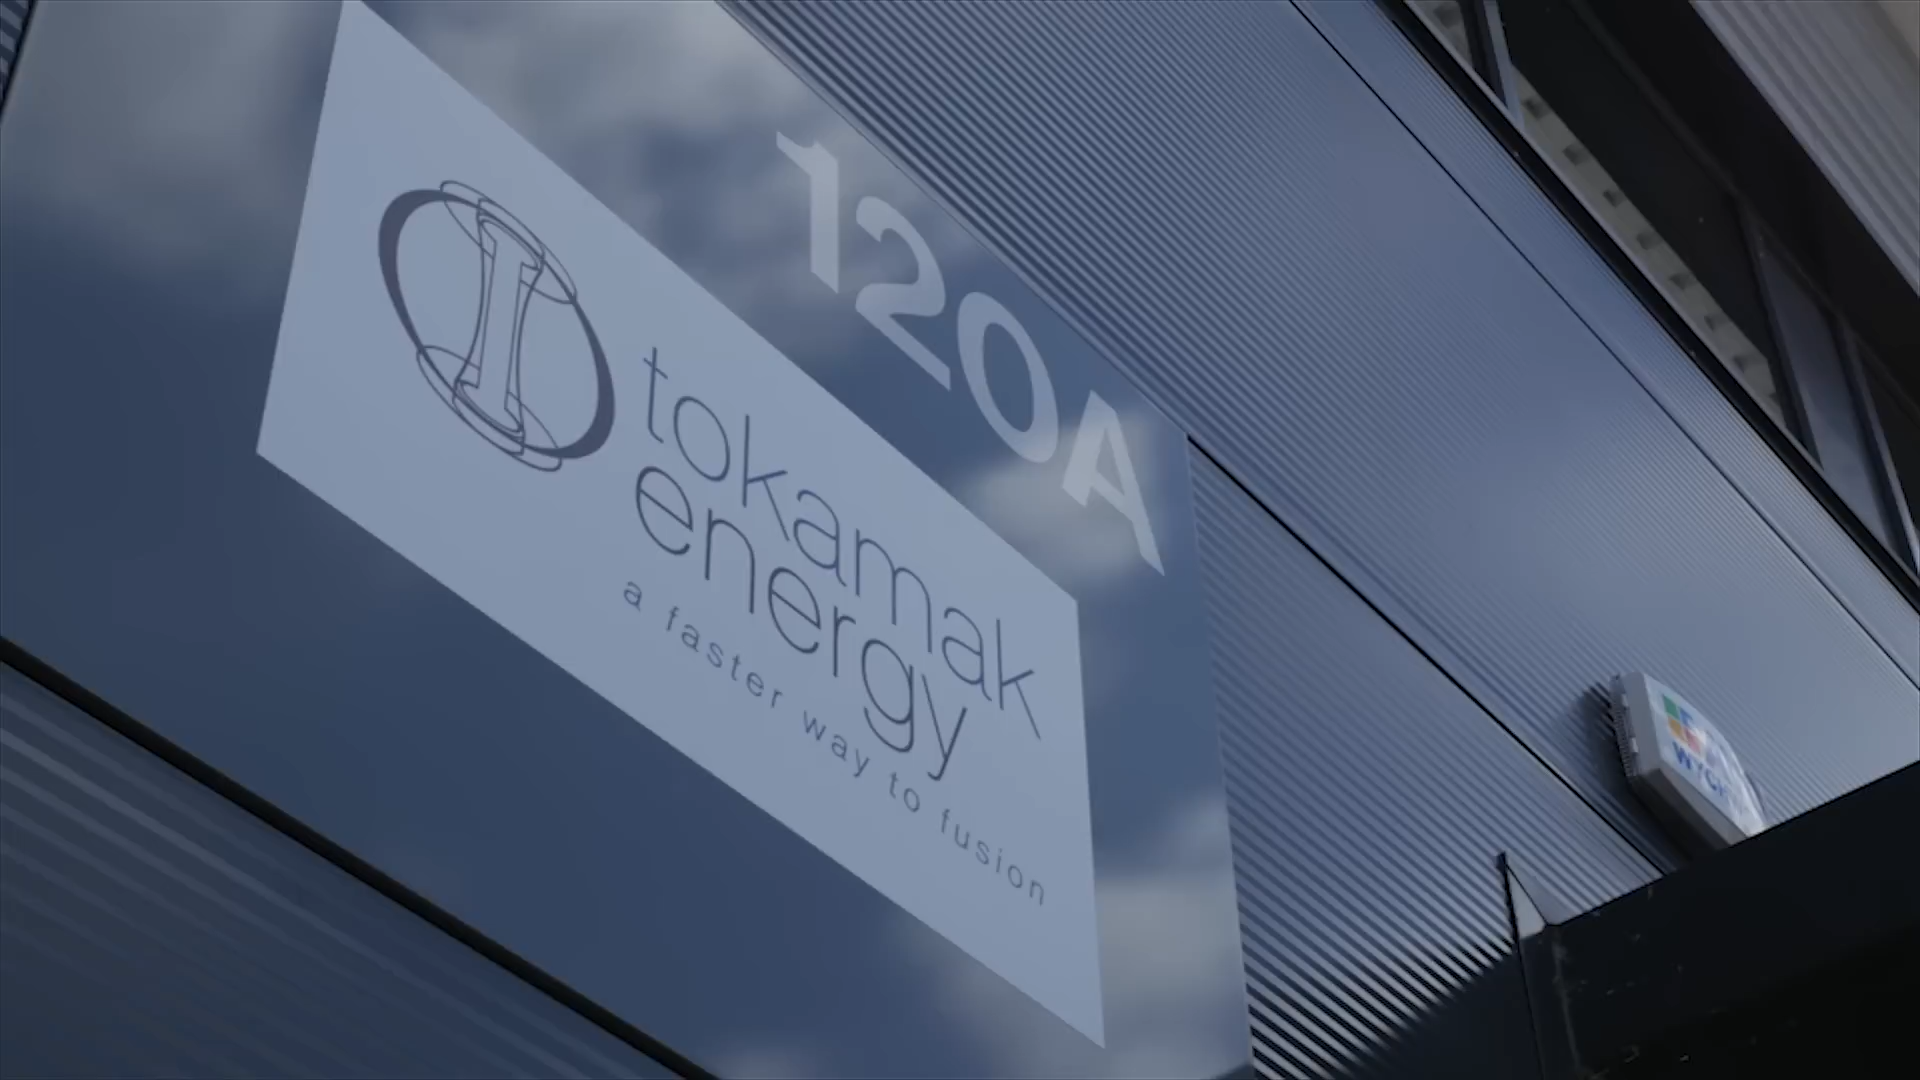 120A
tokamak
energy
a faster way to fusion